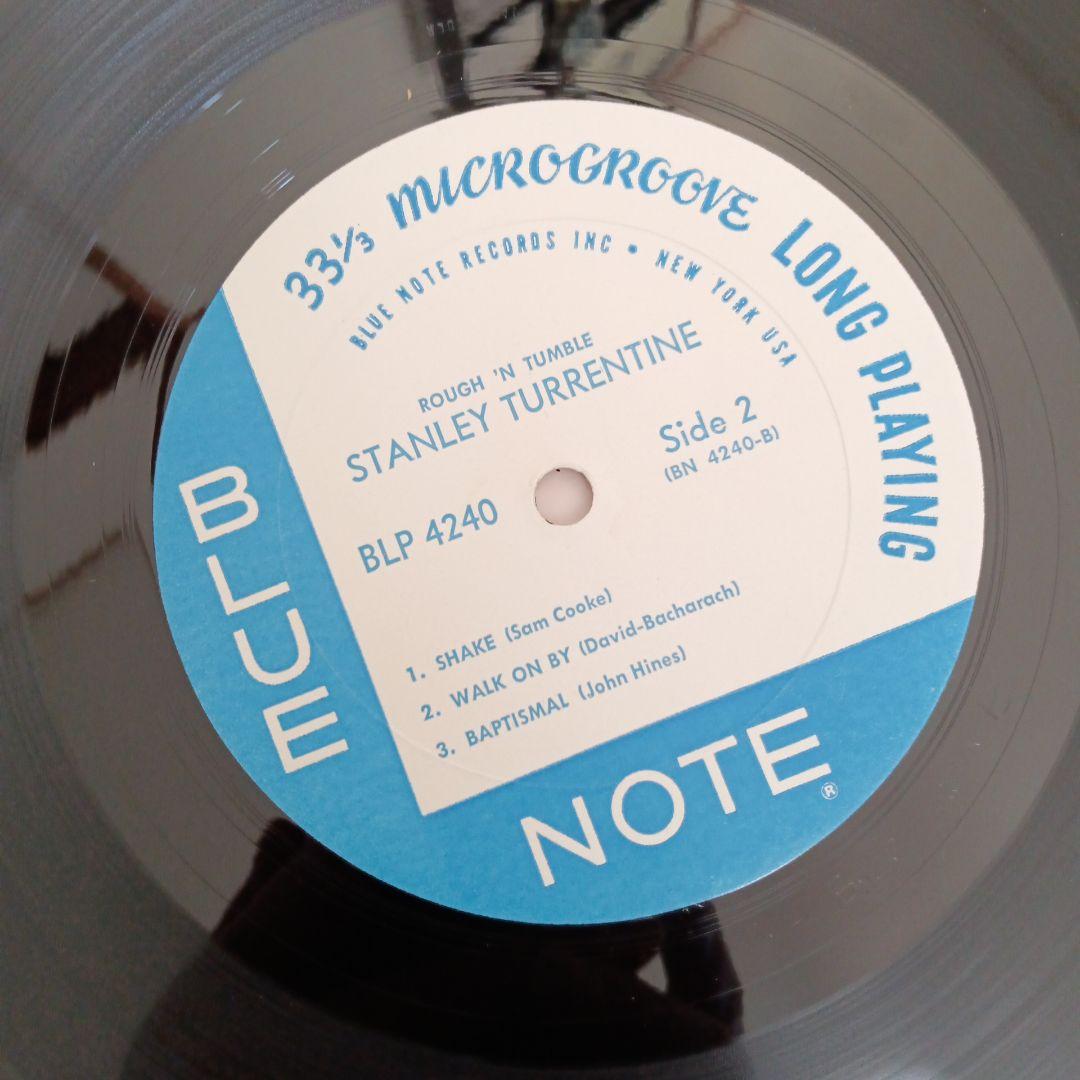 33⅓ MICROGROOVE LONG PLAYING
BLUE NOTE RECORDS INC • NEW YORK USA
ROUGH 'N TUMBLE
STANLEY TURRENTINE
Side 2
(BN 4240-B)
BLP 4240
1. SHAKE (Sam Cooke)
2. WALK ON BY (David-Bacharach)
3. BAPTISMAL (John Hines)
BLUE
NOTE®